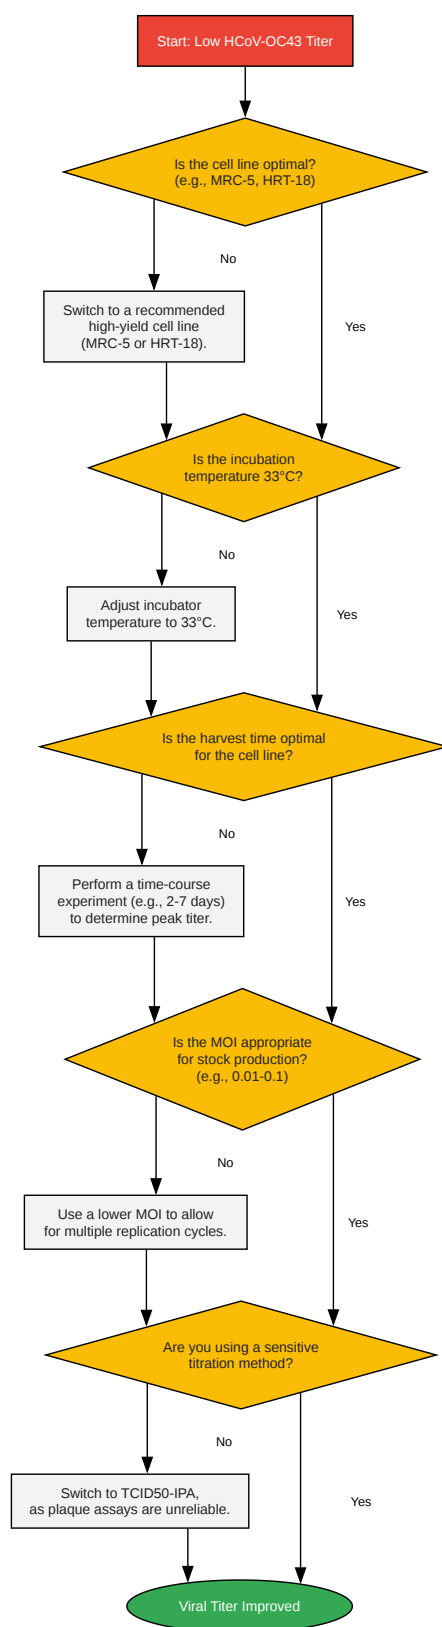 Start: Low HCoV-OC43 Titer
Is the cell line optimal?
(e.g., MRC-5, HRT-18)
No
Switch to a recommended
high-yield cell line
(MRC-5 or HRT-18).
Yes
Is the incubation
temperature 33°C?
No
Adjust incubator
temperature to 33°C.
Yes
Is the harvest time optimal
for the cell line?
No
Perform a time-course
experiment (e.g., 2-7 days)
to determine peak titer.
Yes
Is the MOI appropriate
for stock production?
(e.g., 0.01-0.1)
No
Use a lower MOI to allow
for multiple replication cycles.
Yes
Are you using a sensitive
titration method?
No
Switch to TCID50-IPA,
as plaque assays are unreliable.
Yes
Viral Titer Improved